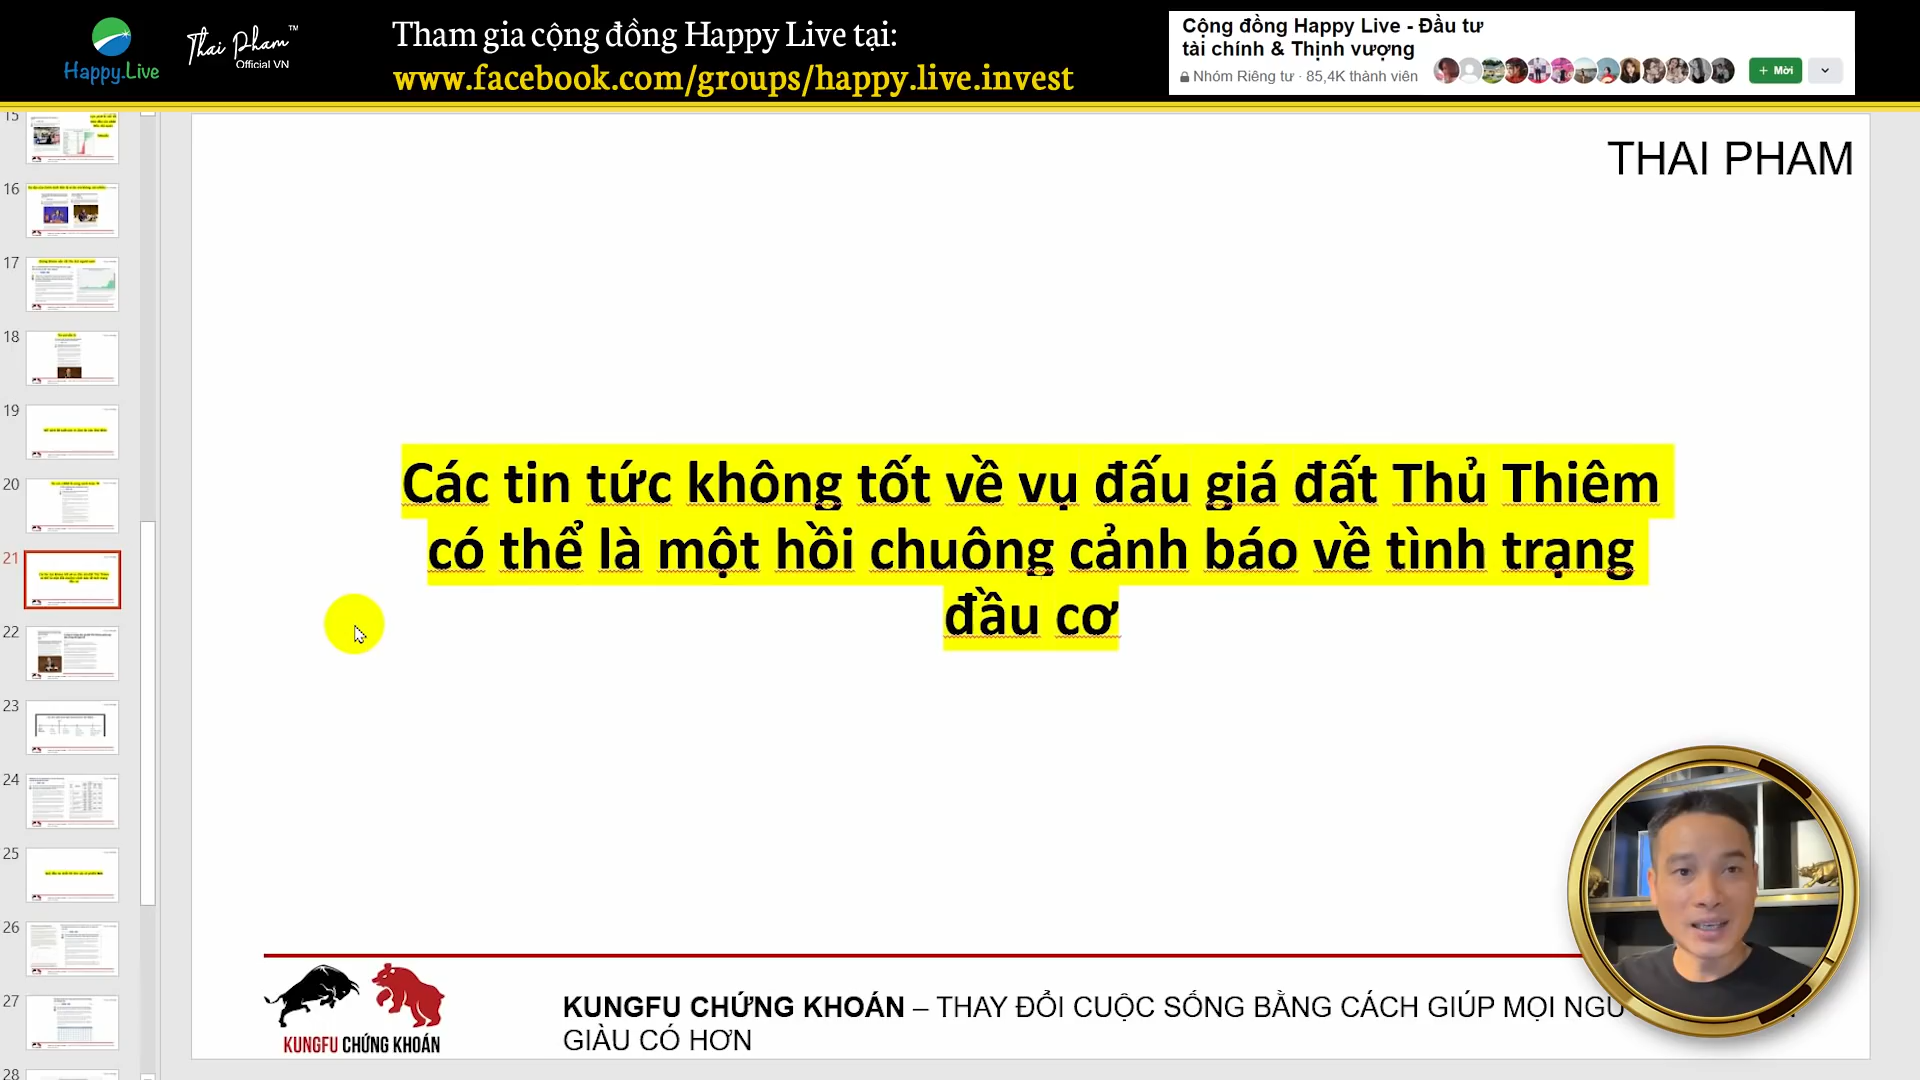 Happy.Live
Thai Pham™
Official VN
Tham gia cộng đồng Happy Live tại:
www.facebook.com/groups/happy.live.invest
Cộng đồng Happy Live - Đầu tư
tài chính & Thịnh vượng
Nhóm Riêng tư · 85,4K thành viên
+ Mời
THAI PHAM
15
16
17
18
19
20
21
22
23
24
25
26
27
28
Các tin tức không tốt về vụ đấu giá đất Thủ Thiêm
có thể là một hồi chuông cảnh báo về tình trạng
đầu cơ
KUNGFU CHỨNG KHOÁN
KUNGFU CHỨNG KHOÁN – THAY ĐỔI CUỘC SỐNG BẰNG CÁCH GIÚP MỌI
GIÀU CÓ HƠN